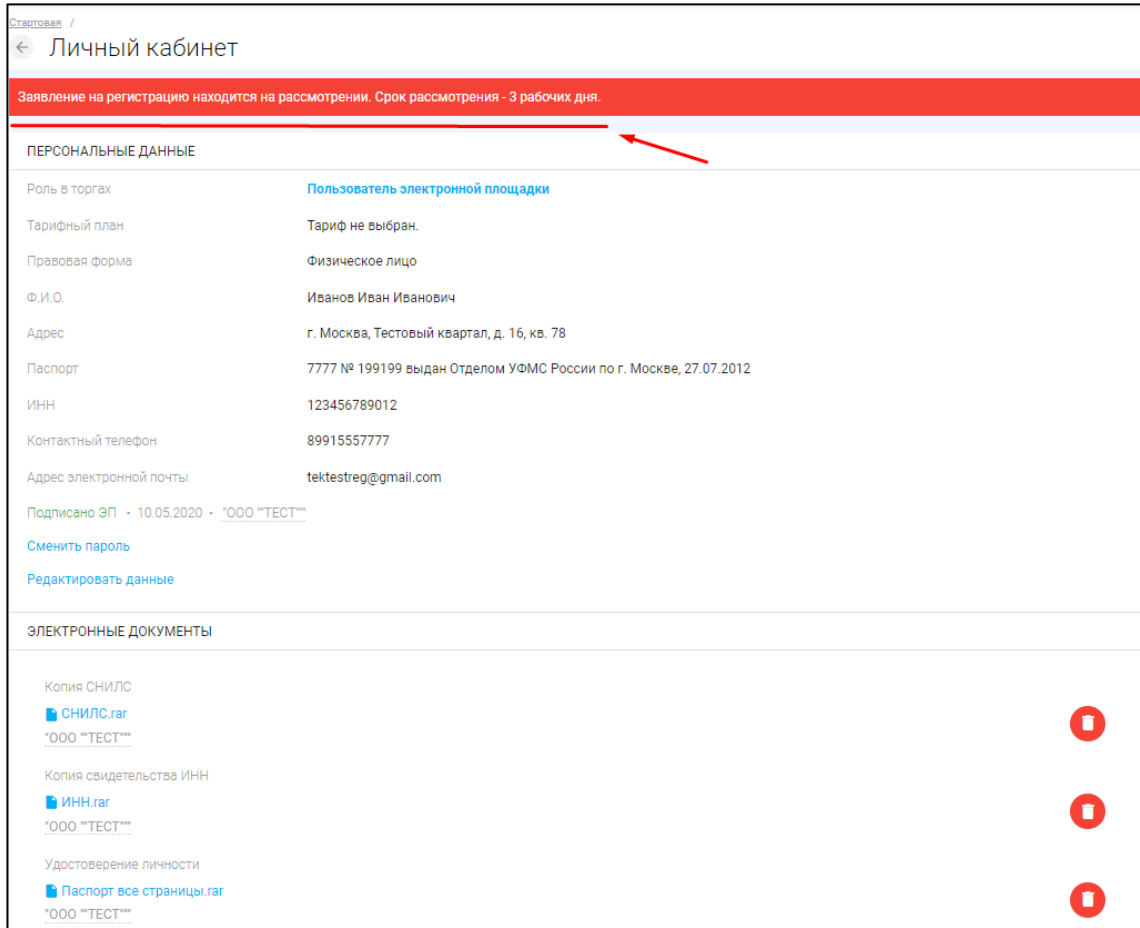 Стартовая /
Личный кабинет
Заявление на регистрацию находится на рассмотрении. Срок рассмотрения - 3 рабочих дня.
ПЕРСОНАЛЬНЫЕ ДАННЫЕ
Роль в торгах Пользователь электронной площадки
Тарифный план Тариф не выбран.
Правовая форма Физическое лицо
Ф.И.О. Иванов Иван Иванович
Адрес г. Москва, Тестовый квартал, д. 16, кв. 78
Паспорт 7777 № 199199 выдан Отделом УФМС России по г. Москве, 27.07.2012
ИНН 123456789012
Контактный телефон 89915557777
Адрес электронной почты tektestreg@gmail.com
Подписано ЭП • 10.05.2020 • "ООО ""ТЕСТ"""
Сменить пароль
Редактировать данные
ЭЛЕКТРОННЫЕ ДОКУМЕНТЫ
Копия СНИЛС
СНИЛС.rar
"ООО ""ТЕСТ"""
Копия свидетельства ИНН
ИНН.rar
"ООО ""ТЕСТ"""
Удостоверение личности
Паспорт все страницы.rar
"ООО ""ТЕСТ"""